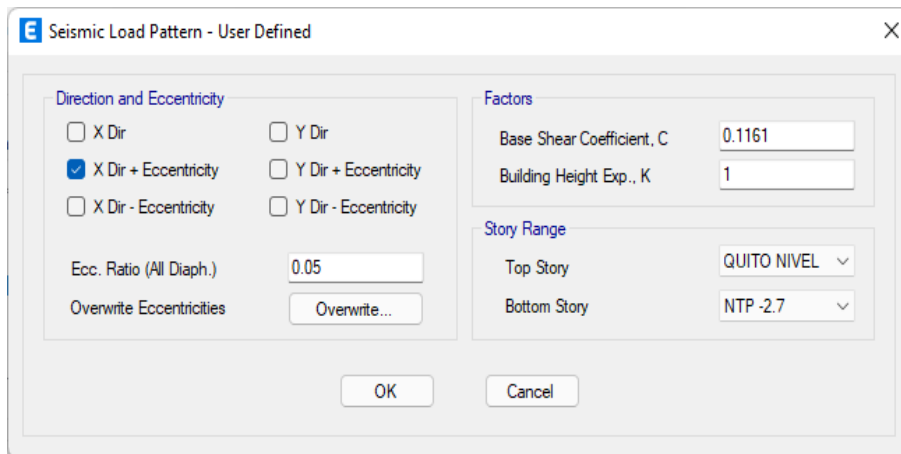 E Seismic Load Pattern - User Defined
Direction and Eccentricity
X Dir Y Dir
X Dir + Eccentricity Y Dir + Eccentricity
X Dir - Eccentricity Y Dir - Eccentricity
Ecc. Ratio (All Diaph.) 0.05
Overwrite Eccentricities Overwrite...
Factors
Base Shear Coefficient, C 0.1161
Building Height Exp., K 1
Story Range
Top Story QUITO NIVEL
Bottom Story NTP -2.7
OK Cancel